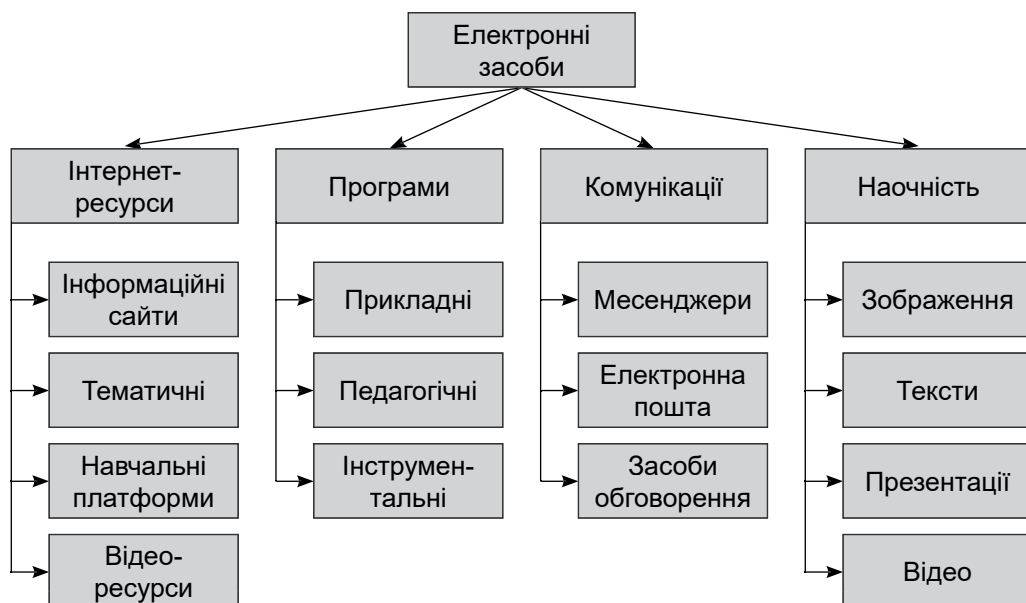 Електронні
засоби
Інтернет-
ресурси
Програми
Комунікації
Наочність
Інформаційні
сайти
Прикладні
Месенджери
Зображення
Тематичні
Педагогічні
Електронна
пошта
Тексти
Навчальні
платформи
Інструмен-
тальні
Засоби
обговорення
Презентації
Відео-
ресурси
Відео